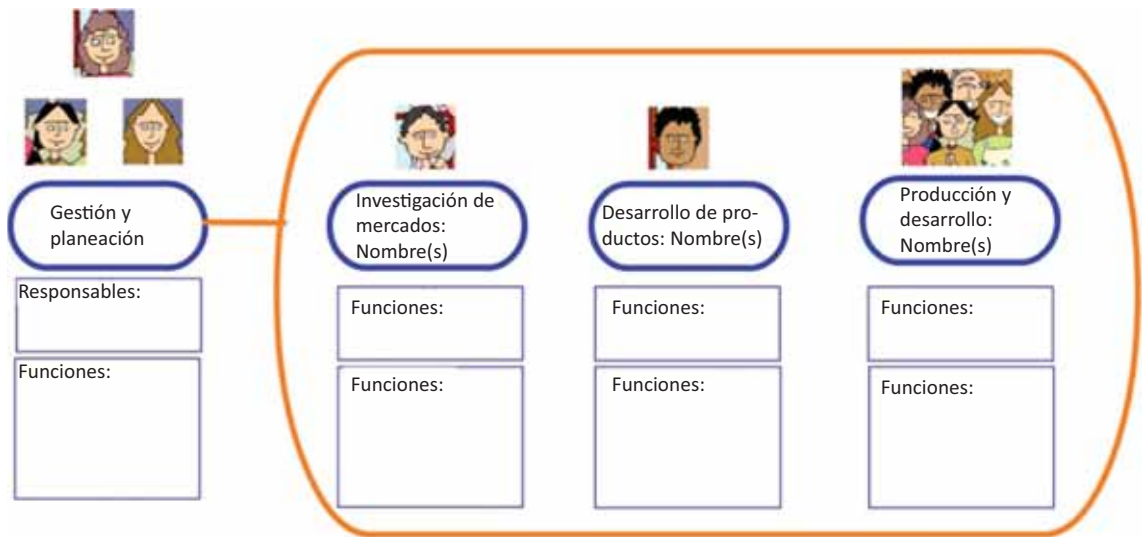 Gestión y
planeación
Responsables:
Funciones:
Investigación de
mercados:
Nombre(s)
Funciones:
Funciones:
Desarrollo de pro-
ductos: Nombre(s)
Funciones:
Funciones:
Producción y
desarrollo:
Nombre(s)
Funciones:
Funciones: